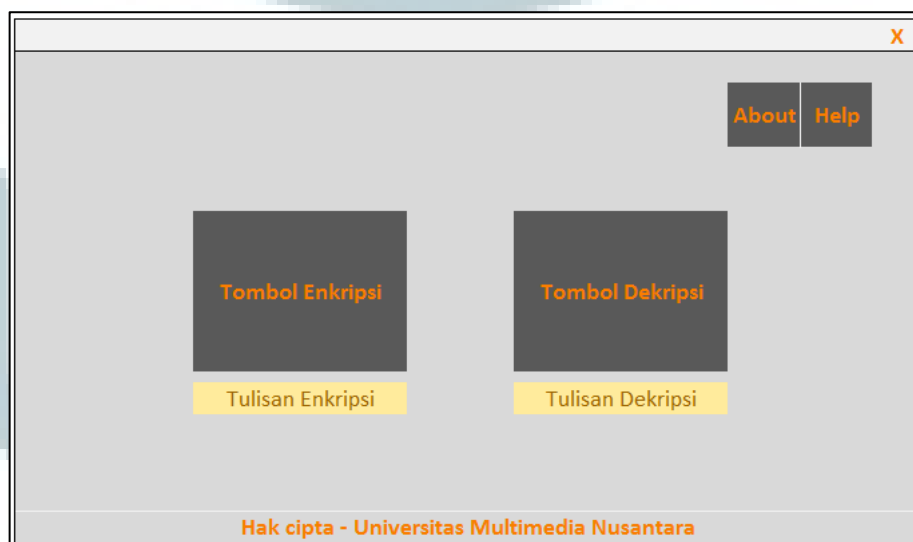 X
About Help
Tombol Enkripsi Tombol Dekripsi
Tulisan Enkripsi Tulisan Dekripsi
Hak cipta - Universitas Multimedia Nusantara